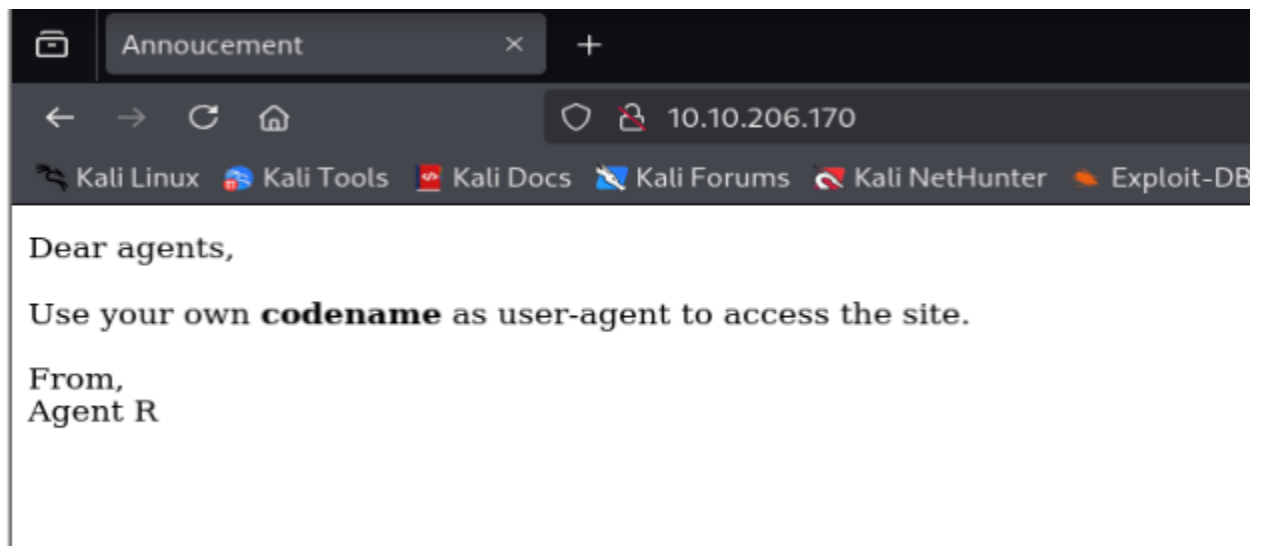 Annoucement
10.10.206.170
Kali Linux Kali Tools Kali Docs Kali Forums Kali NetHunter Exploit-DB
Dear agents,
Use your own codename as user-agent to access the site.
From,
Agent R